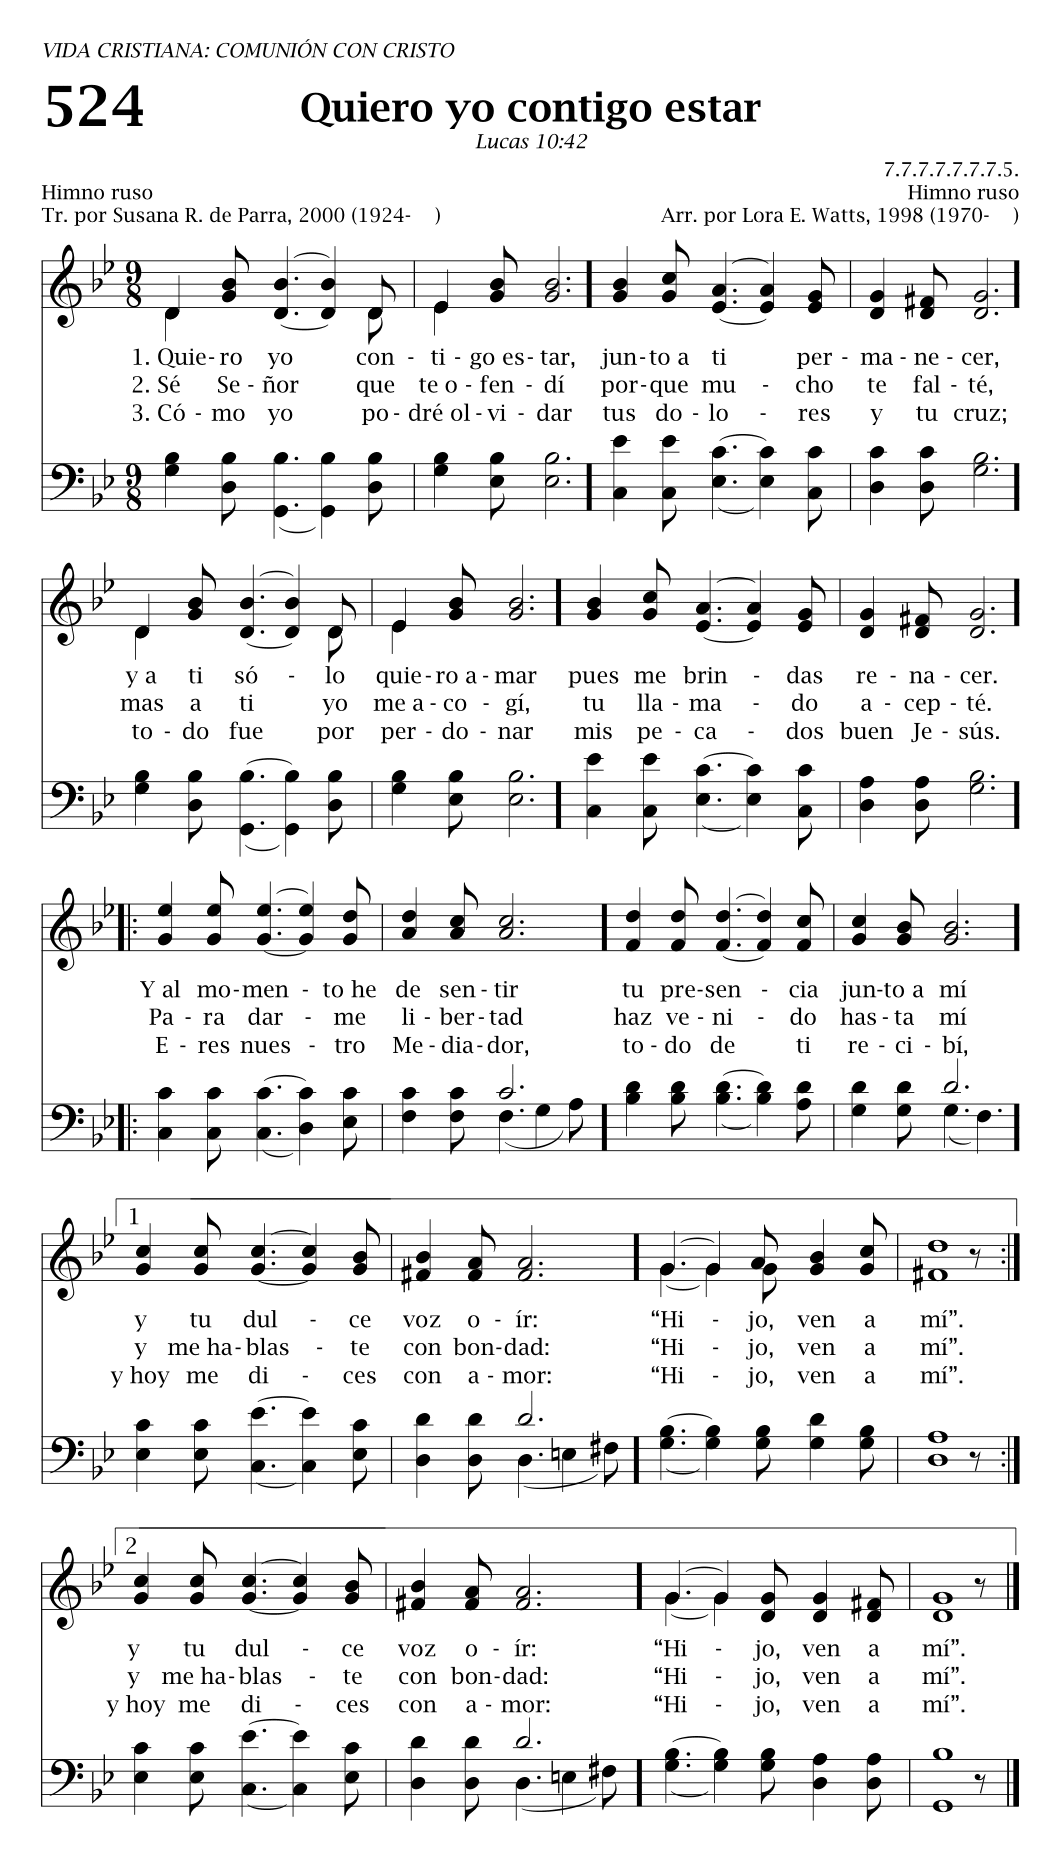 VIDA CRISTIANA: COMUNIÓN CON CRISTO
524
Quiero yo contigo estar
Lucas 10:42
7.7.7.7.7.7.7.5.
Himno ruso
Himno ruso
Tr. por Susana R. de Parra, 2000 (1924-    )
Arr. por Lora E. Watts, 1998 (1970-    )
1. Quie-ro yo con - ti - go es - tar, jun-to a ti per - ma - ne - cer,
2. Sé Se - ñor que te o - fen - dí por-que mu - cho te fal - té,
3. Có - mo yo po - dré ol - vi - dar tus do - lo - res y tu cruz;
y a ti só - lo quie-ro a - mar pues me brin - das re - na - cer.
mas a ti yo me a - co - gí, tu lla - ma - do a - cep - té.
to - do fue por per - do - nar mis pe - ca - dos buen Je - sús.
Y al mo-men - to he de sen - tir tu pre-sen - cia jun-to a mí
Pa - ra dar - me li - ber-tad haz ve - ni - do has - ta mí
E - res nues - tro Me - dia-dor, to - do de ti re - ci - bí,
1
y tu dul - ce voz o - ír: “Hi - jo, ven a mí”.
y me ha-blas - te con bon-dad: “Hi - jo, ven a mí”.
y hoy me di - ces con a - mor: “Hi - jo, ven a mí”.
2
y tu dul - ce voz o - ír: “Hi - jo, ven a mí”.
y me ha-blas - te con bon-dad: “Hi - jo, ven a mí”.
y hoy me di - ces con a - mor: “Hi - jo, ven a mí”.